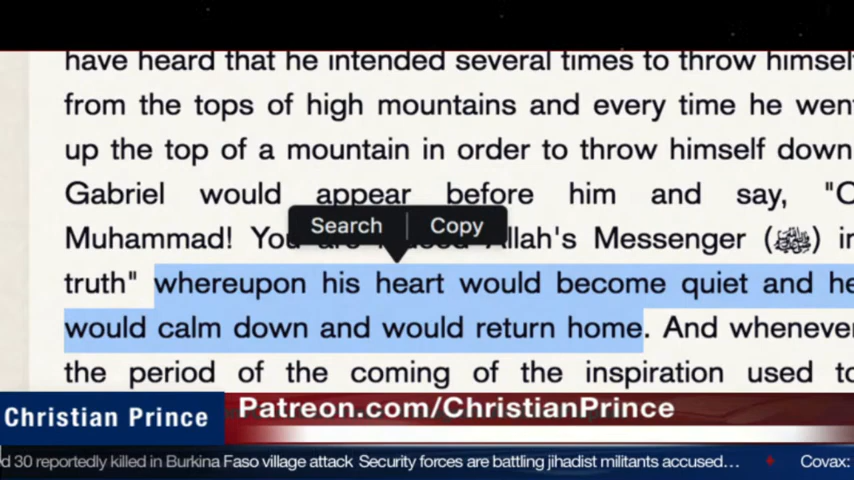 have heard that he intended several times to throw himself
from the tops of high mountains and every time he went
up the top of a mountain in order to throw himself down
Gabriel would appear before him and say, "O
Search Copy
Muhammad! You are indeed Allah's Messenger (ﷺ) in
truth" whereupon his heart would become quiet and he
would calm down and would return home. And whenever
the period of the coming of the inspiration used to
Christian Prince
Patreon.com/ChristianPrince
d 30 reportedly killed in Burkina Faso village attack Security forces are battling jihadist militants accused... Covax: